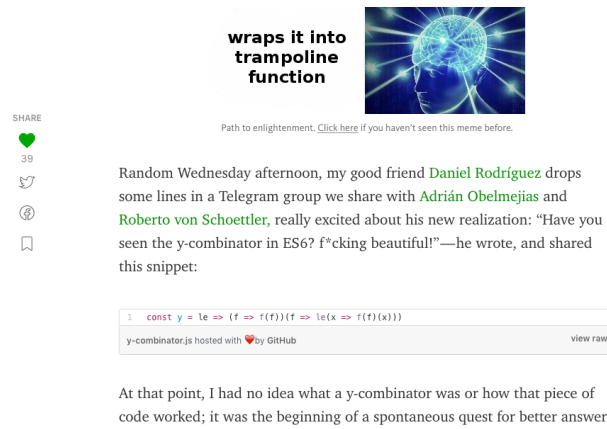 wraps it into
trampoline
function
Path to enlightenment. Click here if you haven't seen this meme before.
SHARE
39
Random Wednesday afternoon, my good friend Daniel Rodríguez drops
some lines in a Telegram group we share with Adrián Obelmejias and
Roberto von Schoettler, really excited about his new realization: “Have you
seen the y-combinator in ES6? f*cking beautiful!”—he wrote, and shared
this snippet:
1 const y = le => (f => f(f))(f => le(x => f(f)(x)))
y-combinator.js hosted with ❤ by GitHub
view raw
At that point, I had no idea what a y-combinator was or how that piece of
code worked; it was the beginning of a spontaneous quest for better answer